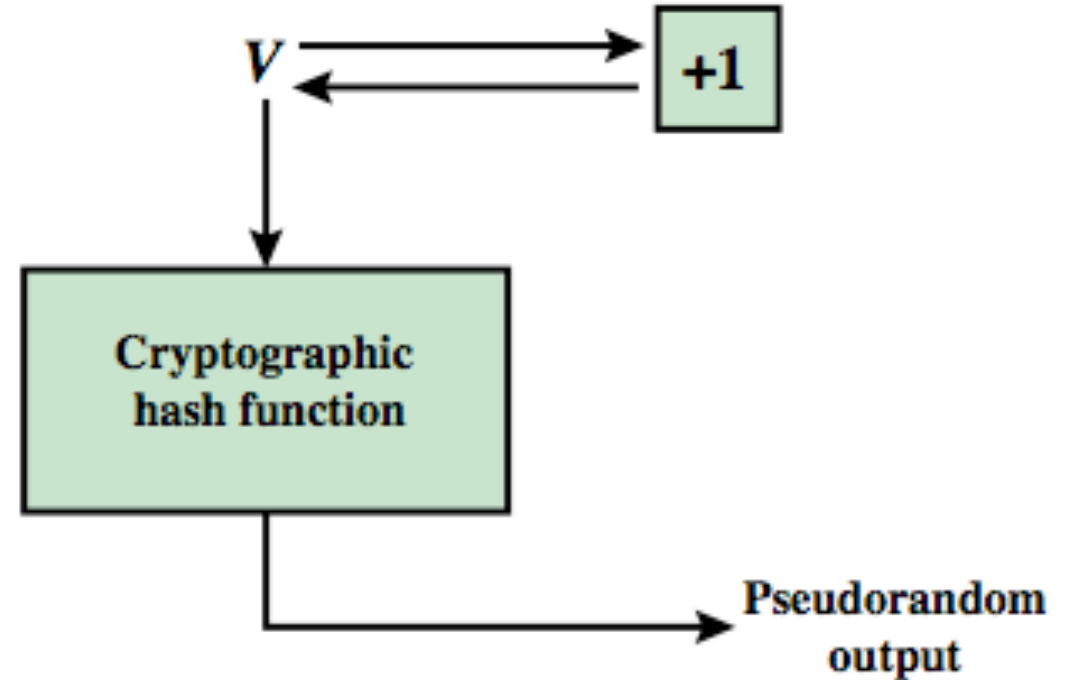 V
+1
Cryptographic
hash function
Pseudorandom
output